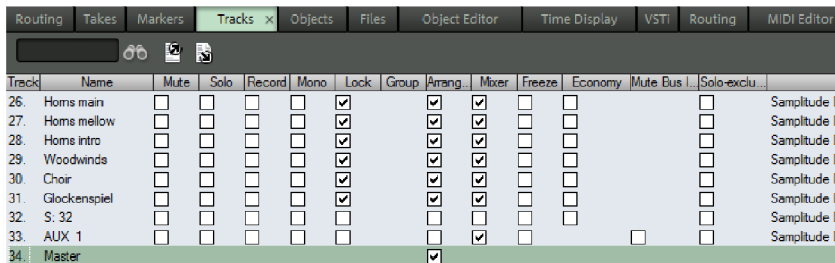 Routing Takes Markers Tracks × Objects Files Object Editor Time Display VSTi Routing MIDI Editor
Track Name Mute Solo Record Mono Lock Group Arrang... Mixer Freeze Economy Mute Bus I... Solo-exclu...
26. Horns main Samplitude
27. Horns mellow Samplitude
28. Horns intro Samplitude
29. Woodwinds Samplitude
30. Choir Samplitude
31. Glockenspiel Samplitude
32. S: 32 Samplitude
33. AUX 1 Samplitude
34. Master